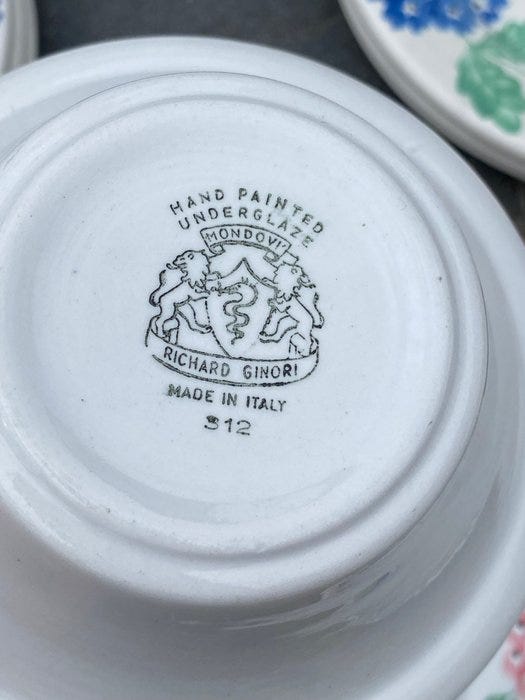 HAND PAINTED
UNDERGLAZE
MONDOVI'
RICHARD GINORI
MADE IN ITALY
312